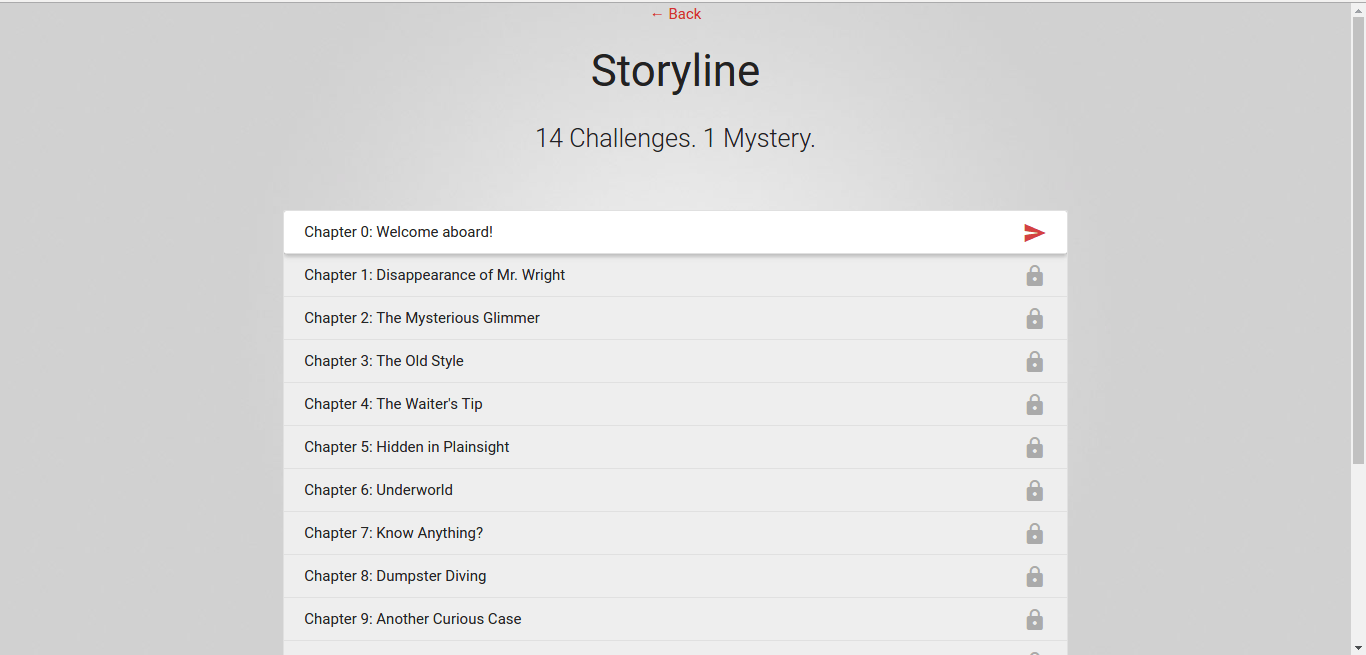 ← Back
Storyline
14 Challenges. 1 Mystery.
Chapter 0: Welcome aboard!
Chapter 1: Disappearance of Mr. Wright
Chapter 2: The Mysterious Glimmer
Chapter 3: The Old Style
Chapter 4: The Waiter's Tip
Chapter 5: Hidden in Plainsight
Chapter 6: Underworld
Chapter 7: Know Anything?
Chapter 8: Dumpster Diving
Chapter 9: Another Curious Case